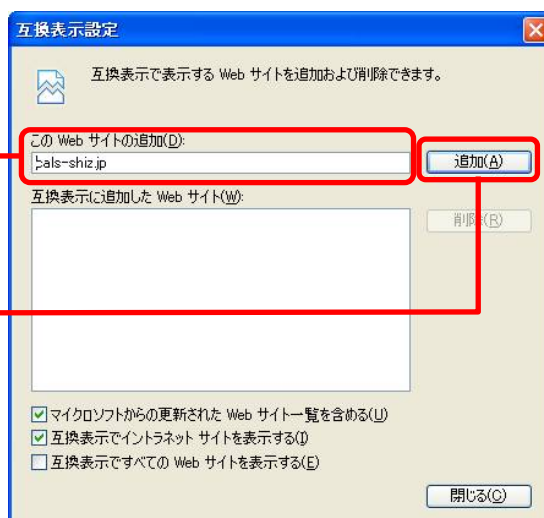 互換表示設定
互換表示で表示する Web サイトを追加および削除できます。
この Web サイトの追加(D):
pals-shiz.jp
追加(A)
互換表示に追加した Web サイト(W):
削除(R)
マイクロソフトからの更新された Web サイト一覧を含める(U)
互換表示でイントラネット サイトを表示する(I)
互換表示ですべての Web サイトを表示する(E)
閉じる(C)